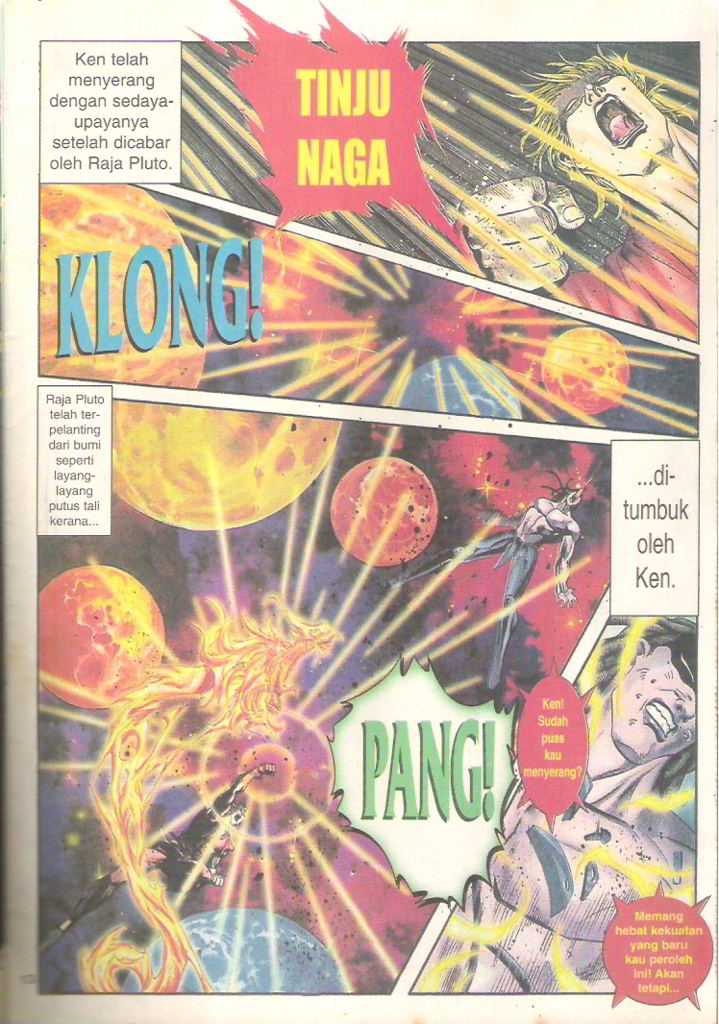 Ken telah
menyerang
dengan sedaya-
upayanya
setelah dicabar
oleh Raja Pluto.
TINJU
NAGA
KLONG!
Raja Pluto
telah ter-
pelanting
dari bumi
seperti
layang-
layang
putus tali
kerana...
...di-
tumbuk
oleh
Ken.
PANG!
Ken!
Sudah
puas
kau
menyerang?
Memang
hebat kekuatan
yang baru
kau peroleh
ini! Akan
tetapi...